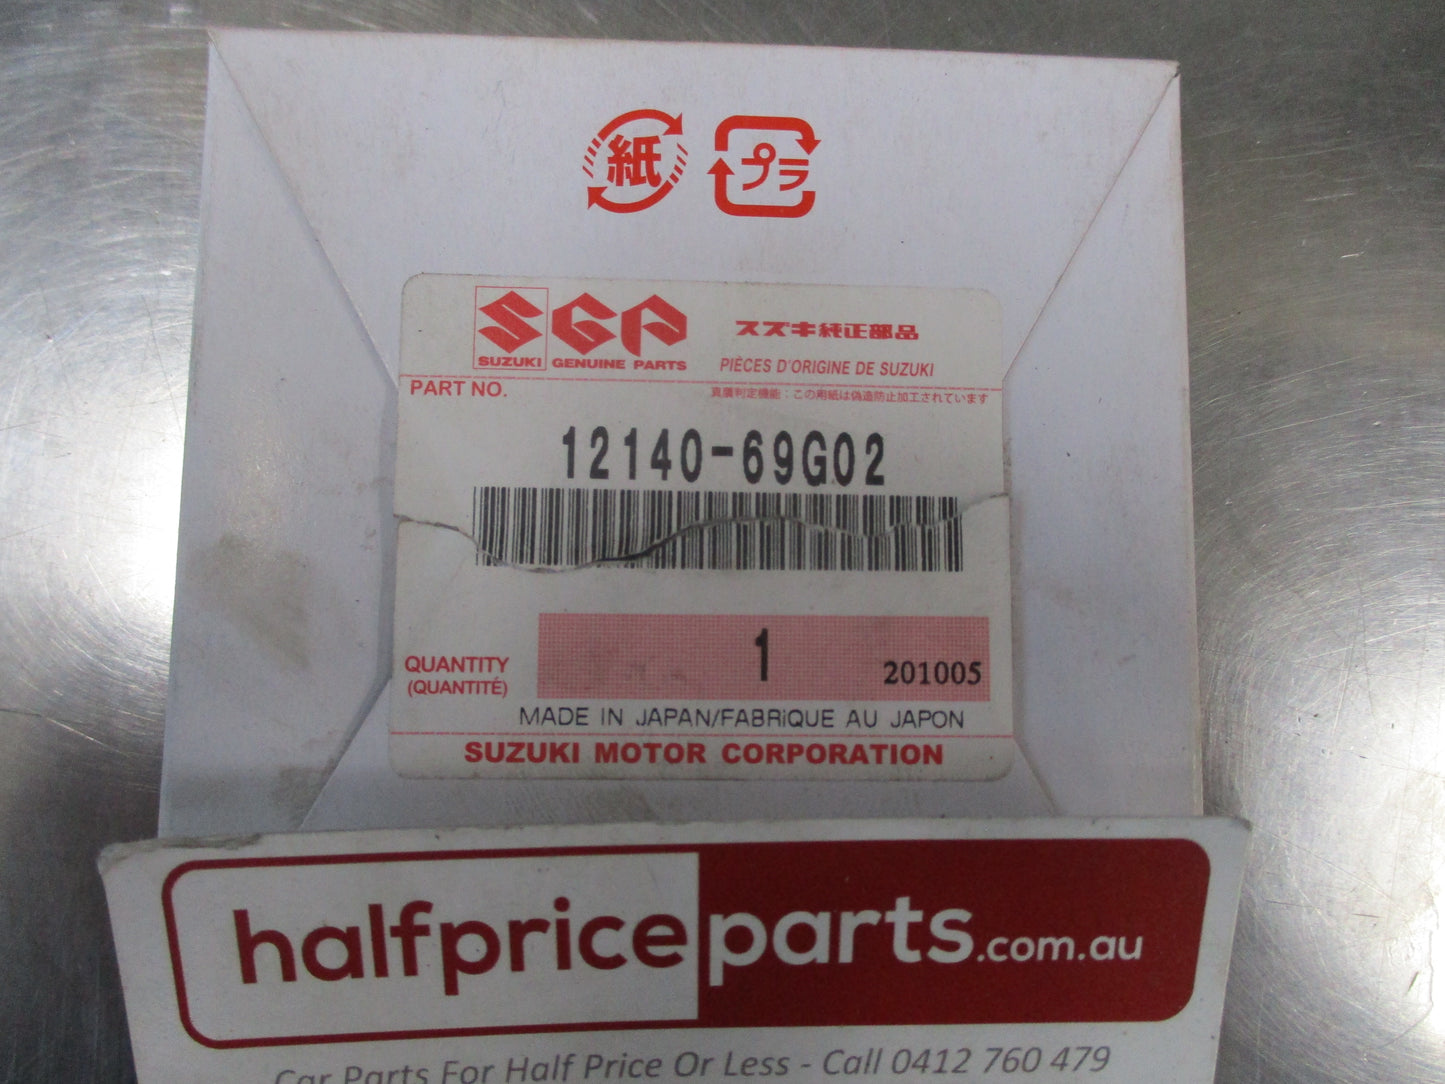 紙 プラ
SGP スズキ純正部品
SUZUKI GENUINE PARTS PIÈCES D'ORIGINE DE SUZUKI
PART NO. 真贋判定機能：この用紙は偽造防止加工されています
12140-69G02
1
QUANTITY
(QUANTITÉ) 201005
MADE IN JAPAN/FABRiQUE AU JAPON
SUZUKI MOTOR CORPORATION
halfpriceparts.com.au
Car Parts For Half Price Or Less - Call 0412 760 479